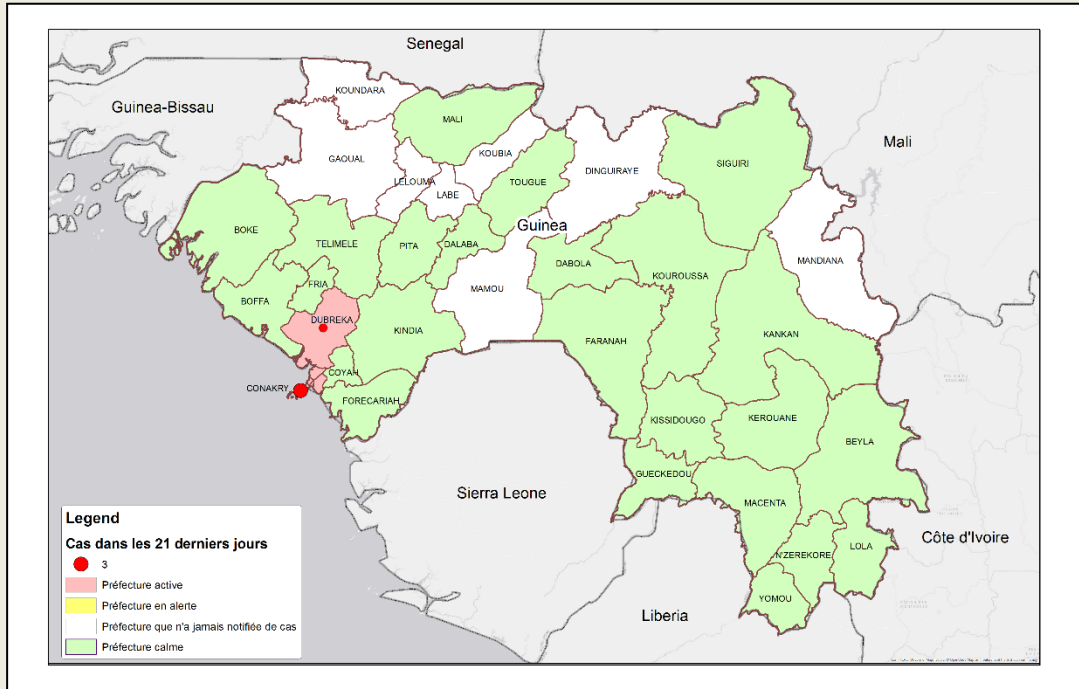 Senegal
KOUNDARA
Guinea-Bissau
MALI
Mali
KOUBIA
SIGUIRI
GAOUAL
DINGUIRAYE
LELOUMA
TOUGUE
LABE
Guinea
BOKE
TELIMELE
PITA
DALABA
MANDIANA
DABOLA
KOUROUSSA
FRIA
MAMOU
BOFFA
DUBREKA
KINDIA
KANKAN
FARANAH
COYAH
CONAKRY
FORECARIAH
KISSIDOUGO
KEROUANE
BEYLA
GUECKEDOU
Sierra Leone
MACENTA
Côte d'Ivoire
LOLA
N'ZEREKORE
YOMOU
Liberia
Legend
Cas dans les 21 derniers jours
3
Préfecture active
Préfecture en alerte
Préfecture que n'a jamais notifiée de cas
Préfecture calme